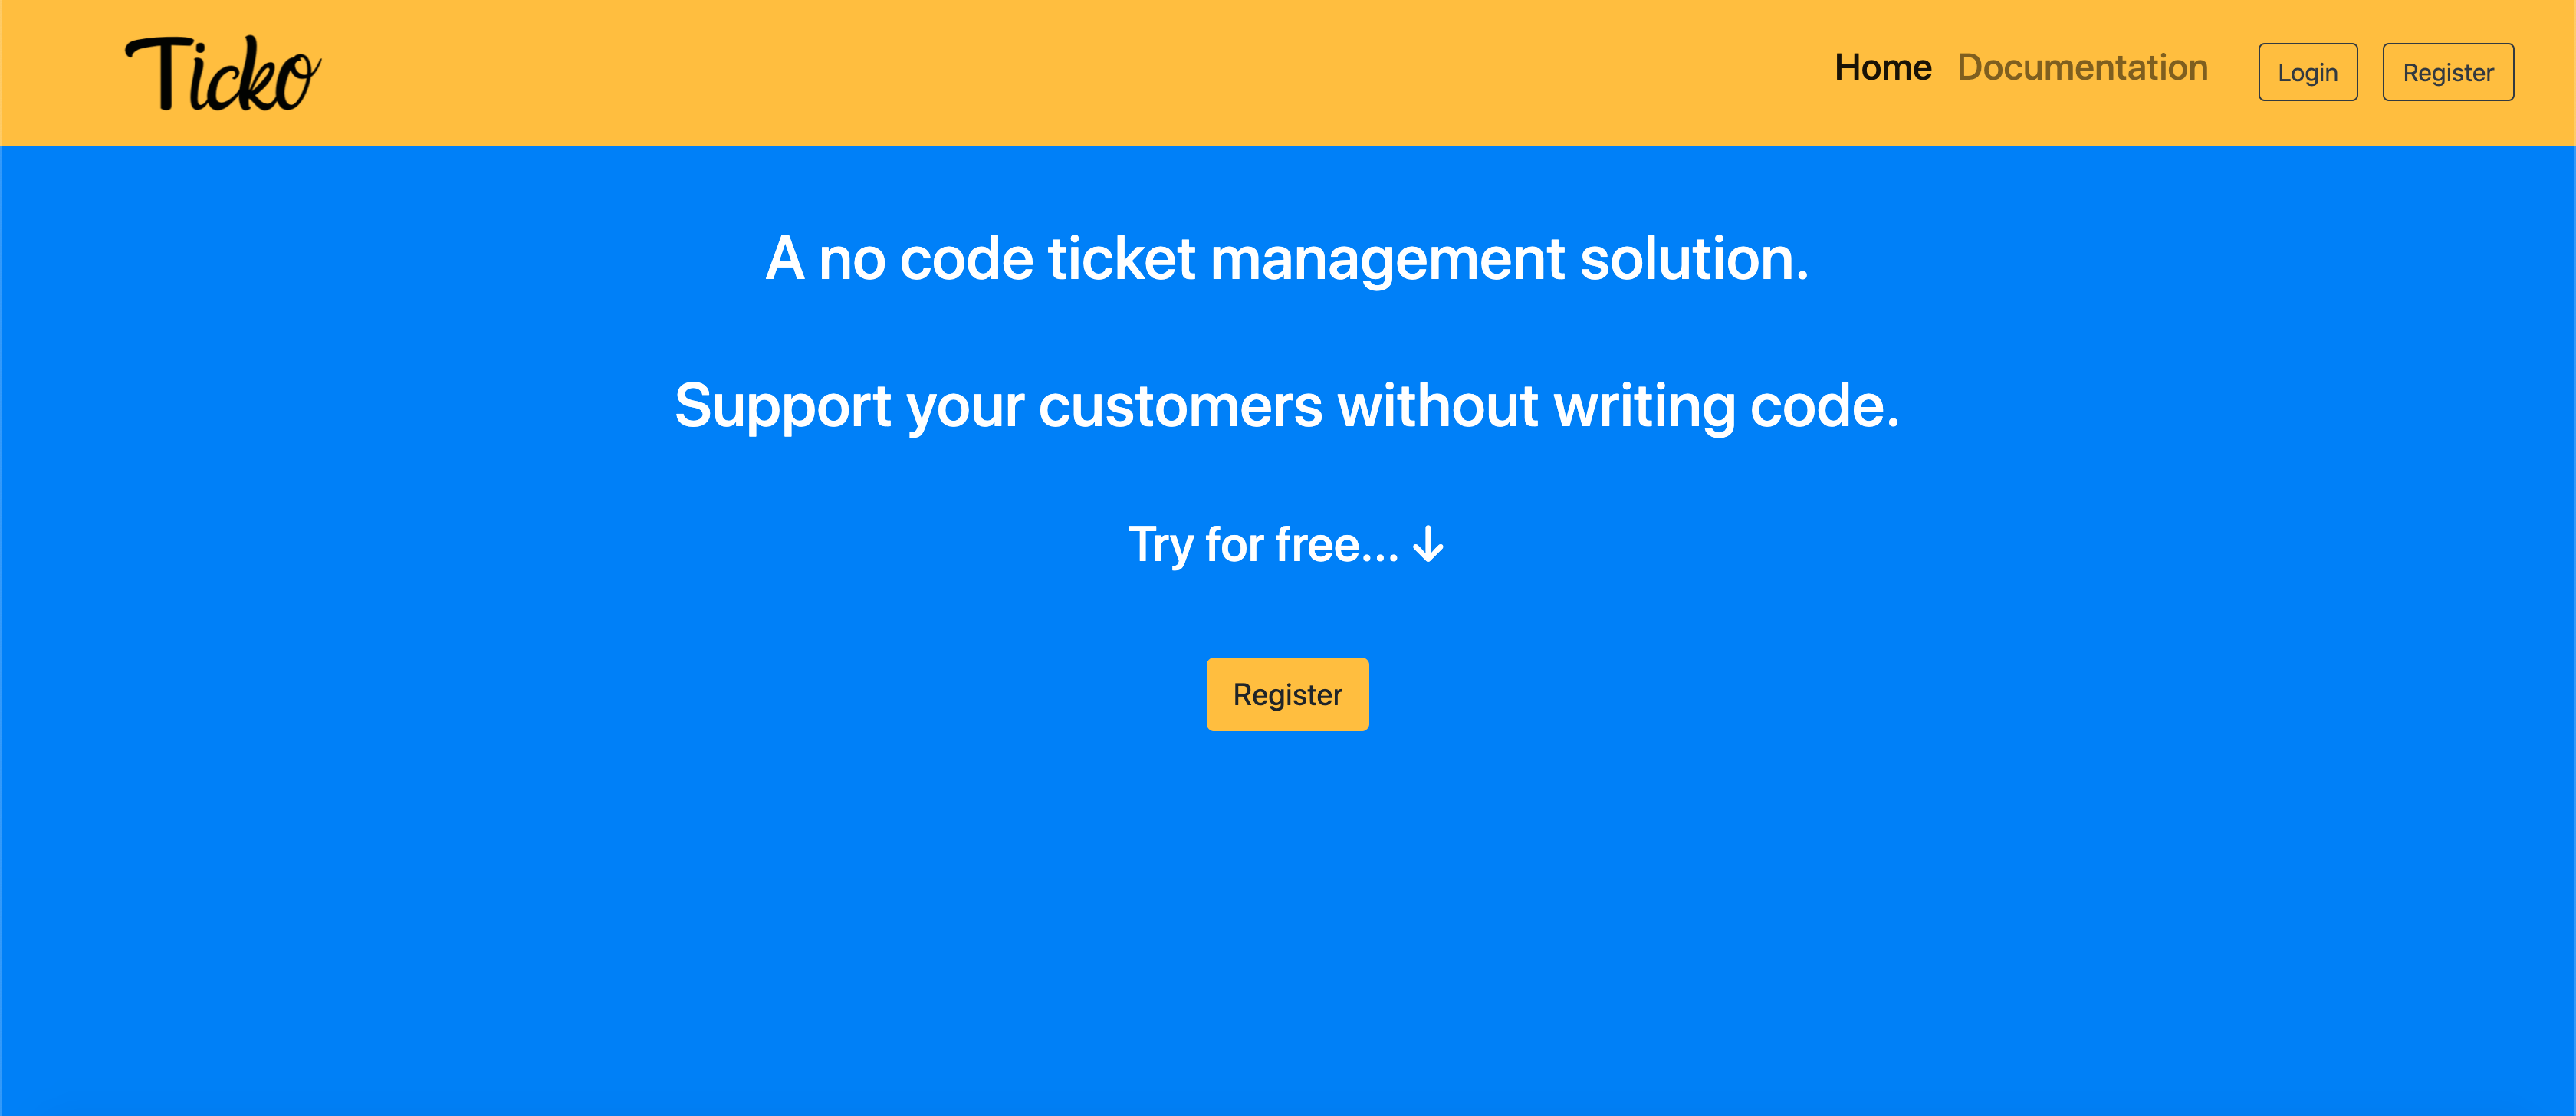 Ticko
Home Documentation Login Register
A no code ticket management solution.
Support your customers without writing code.
Try for free... ↓
Register